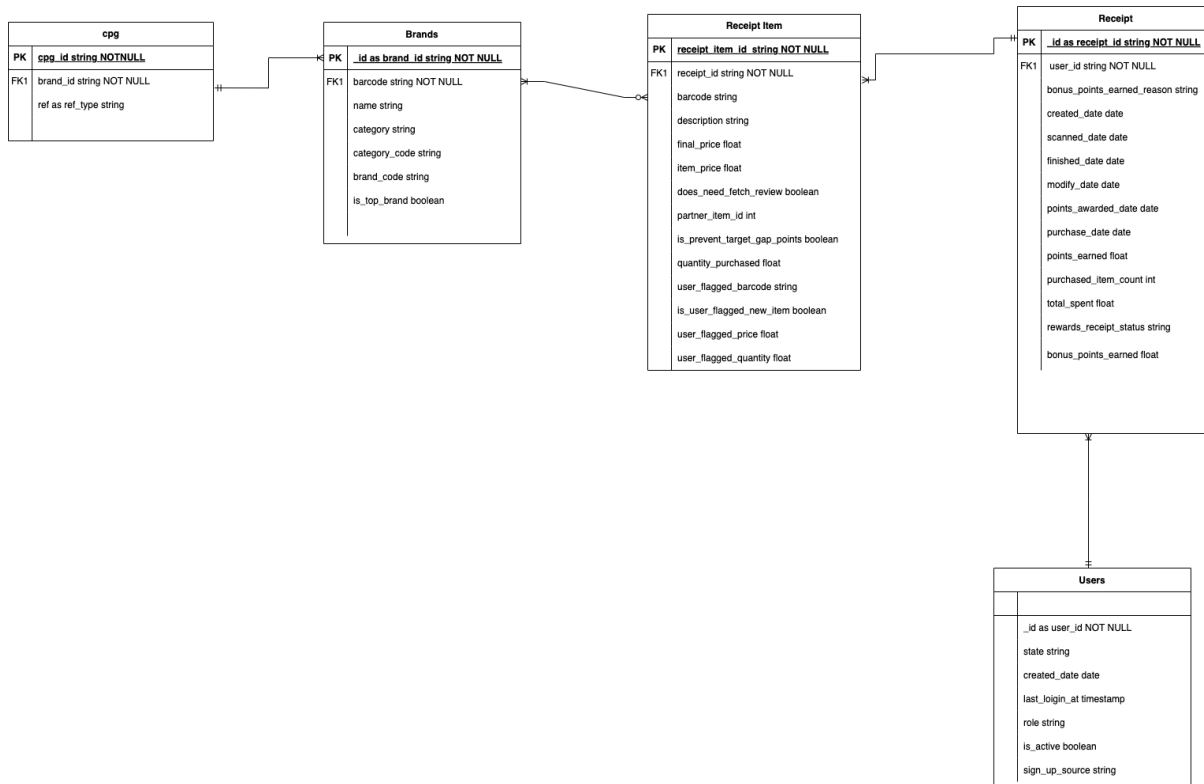 cpg
PK cpg_id string NOTNULL
FK1 brand_id string NOT NULL
ref as ref_type string
Brands
PK _id as brand_id string NOT NULL
FK1 barcode string NOT NULL
name string
category string
category_code string
brand_code string
is_top_brand boolean
Receipt Item
PK receipt_item_id string NOT NULL
FK1 receipt_id string NOT NULL
barcode string
description string
final_price float
item_price float
does_need_fetch_review boolean
partner_item_id int
is_prevent_target_gap_points boolean
quantity_purchased float
user_flagged_barcode string
is_user_flagged_new_item boolean
user_flagged_price float
user_flagged_quantity float
Receipt
PK _id as receipt_id string NOT NULL
FK1 user_id string NOT NULL
bonus_points_earned_reason string
created_date date
scanned_date date
finished_date date
modify_date date
points_awarded_date date
purchase_date date
points_earned float
purchased_item_count int
total_spent float
rewards_receipt_status string
bonus_points_earned float
Users
_id as user_id NOT NULL
state string
created_date date
last_loigin_at timestamp
role string
is_active boolean
sign_up_source string